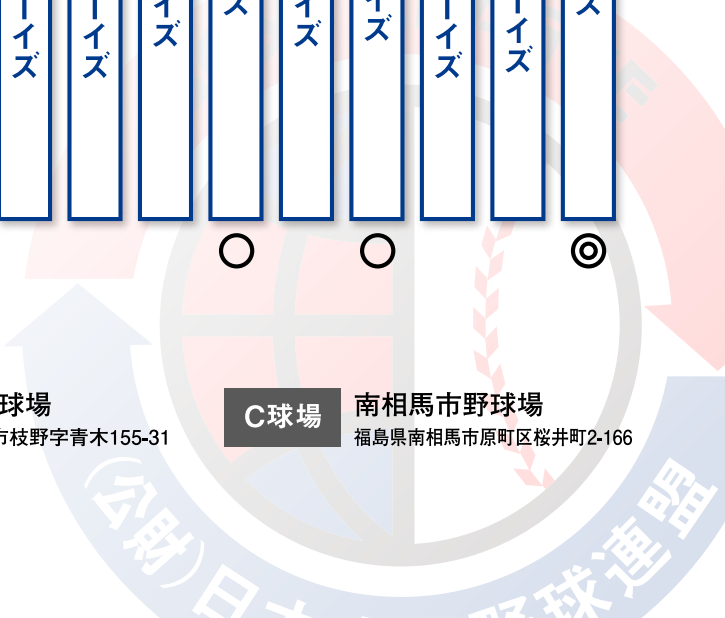 ーイズ
ーイズ
イズ
ズ
イズ
イズ
ーイズ
ーイズ
ズ
○
○
◎
球場
市枝野字青木155-31
C球場
南相馬市野球場
福島県南相馬市原町区桜井町2-166
(公財)日本 野球連盟